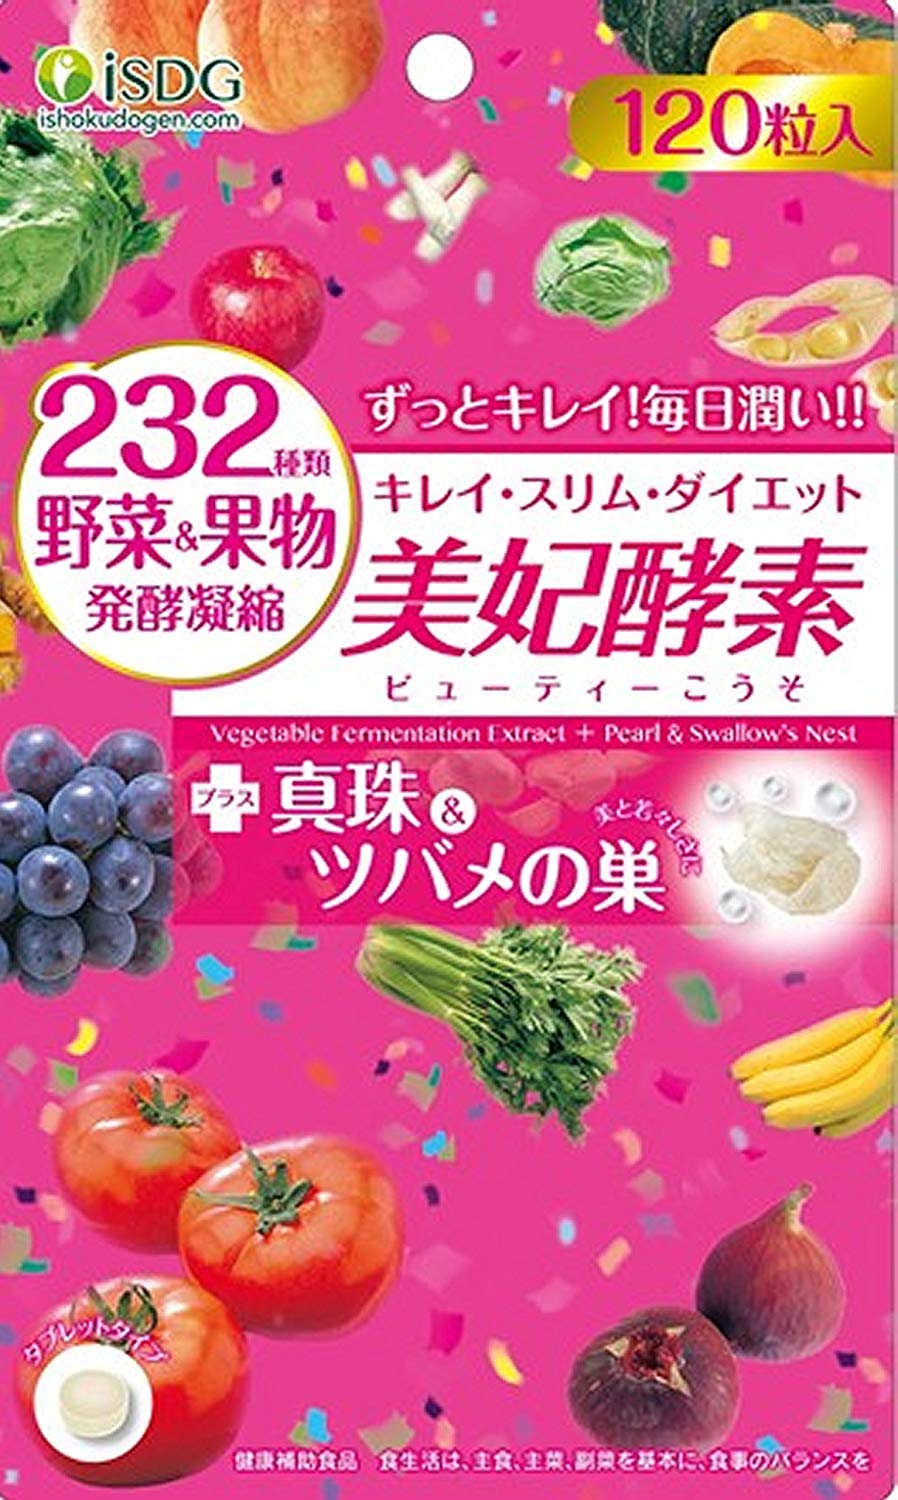 iSDG
ishokudogen.com
120粒入
ずっとキレイ!毎日潤い!!
232種類
野菜&果物
発酵凝縮
キレイ・スリム・ダイエット
美妃酵素
ビューティーこうそ
Vegetable Fermentation Extract + Pearl & Swallow's Nest
プラス 真珠&
ツバメの巣
美と若々しさに
タブレットタイプ
健康補助食品 食生活は、主食、主菜、副菜を基本に、食事のバランスを